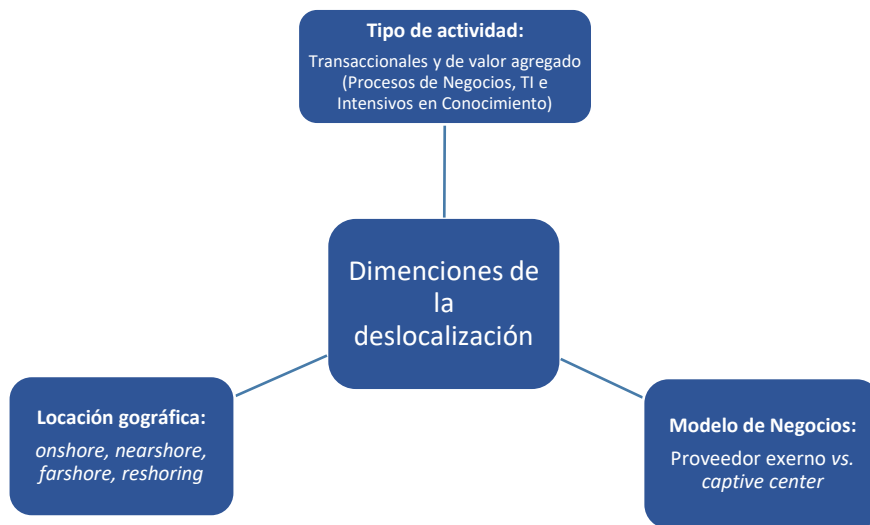 Tipo de actividad:
Transaccionales y de valor agregado
(Procesos de Negocios, TI e
Intensivos en Conocimiento)
Dimenciones de
la
deslocalización
Locación gográfica:
onshore, nearshore,
farshore, reshoring
Modelo de Negocios:
Proveedor exerno vs.
captive center